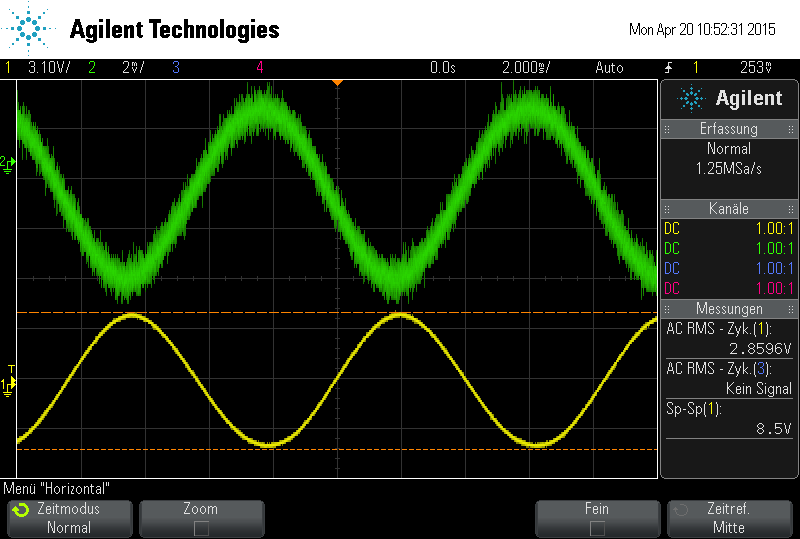 Agilent Technologies
Mon Apr 20 10:52:31 2015
1 3.10V/ 2 2V/ 3 4 0.0s 2.000ms/ Auto 1 253mV
Agilent
Erfassung
Normal
1.25MSa/s
Kanäle
DC 1.00:1
DC 1.00:1
DC 1.00:1
DC 1.00:1
Messungen
AC RMS - Zyk.(1):
2.8596V
AC RMS - Zyk.(3):
Kein Signal
Sp-Sp(1):
8.5V
2
T
1
Menü "Horizontal"
Zeitmodus
Normal
Zoom
Fein
Zeitref.
Mitte